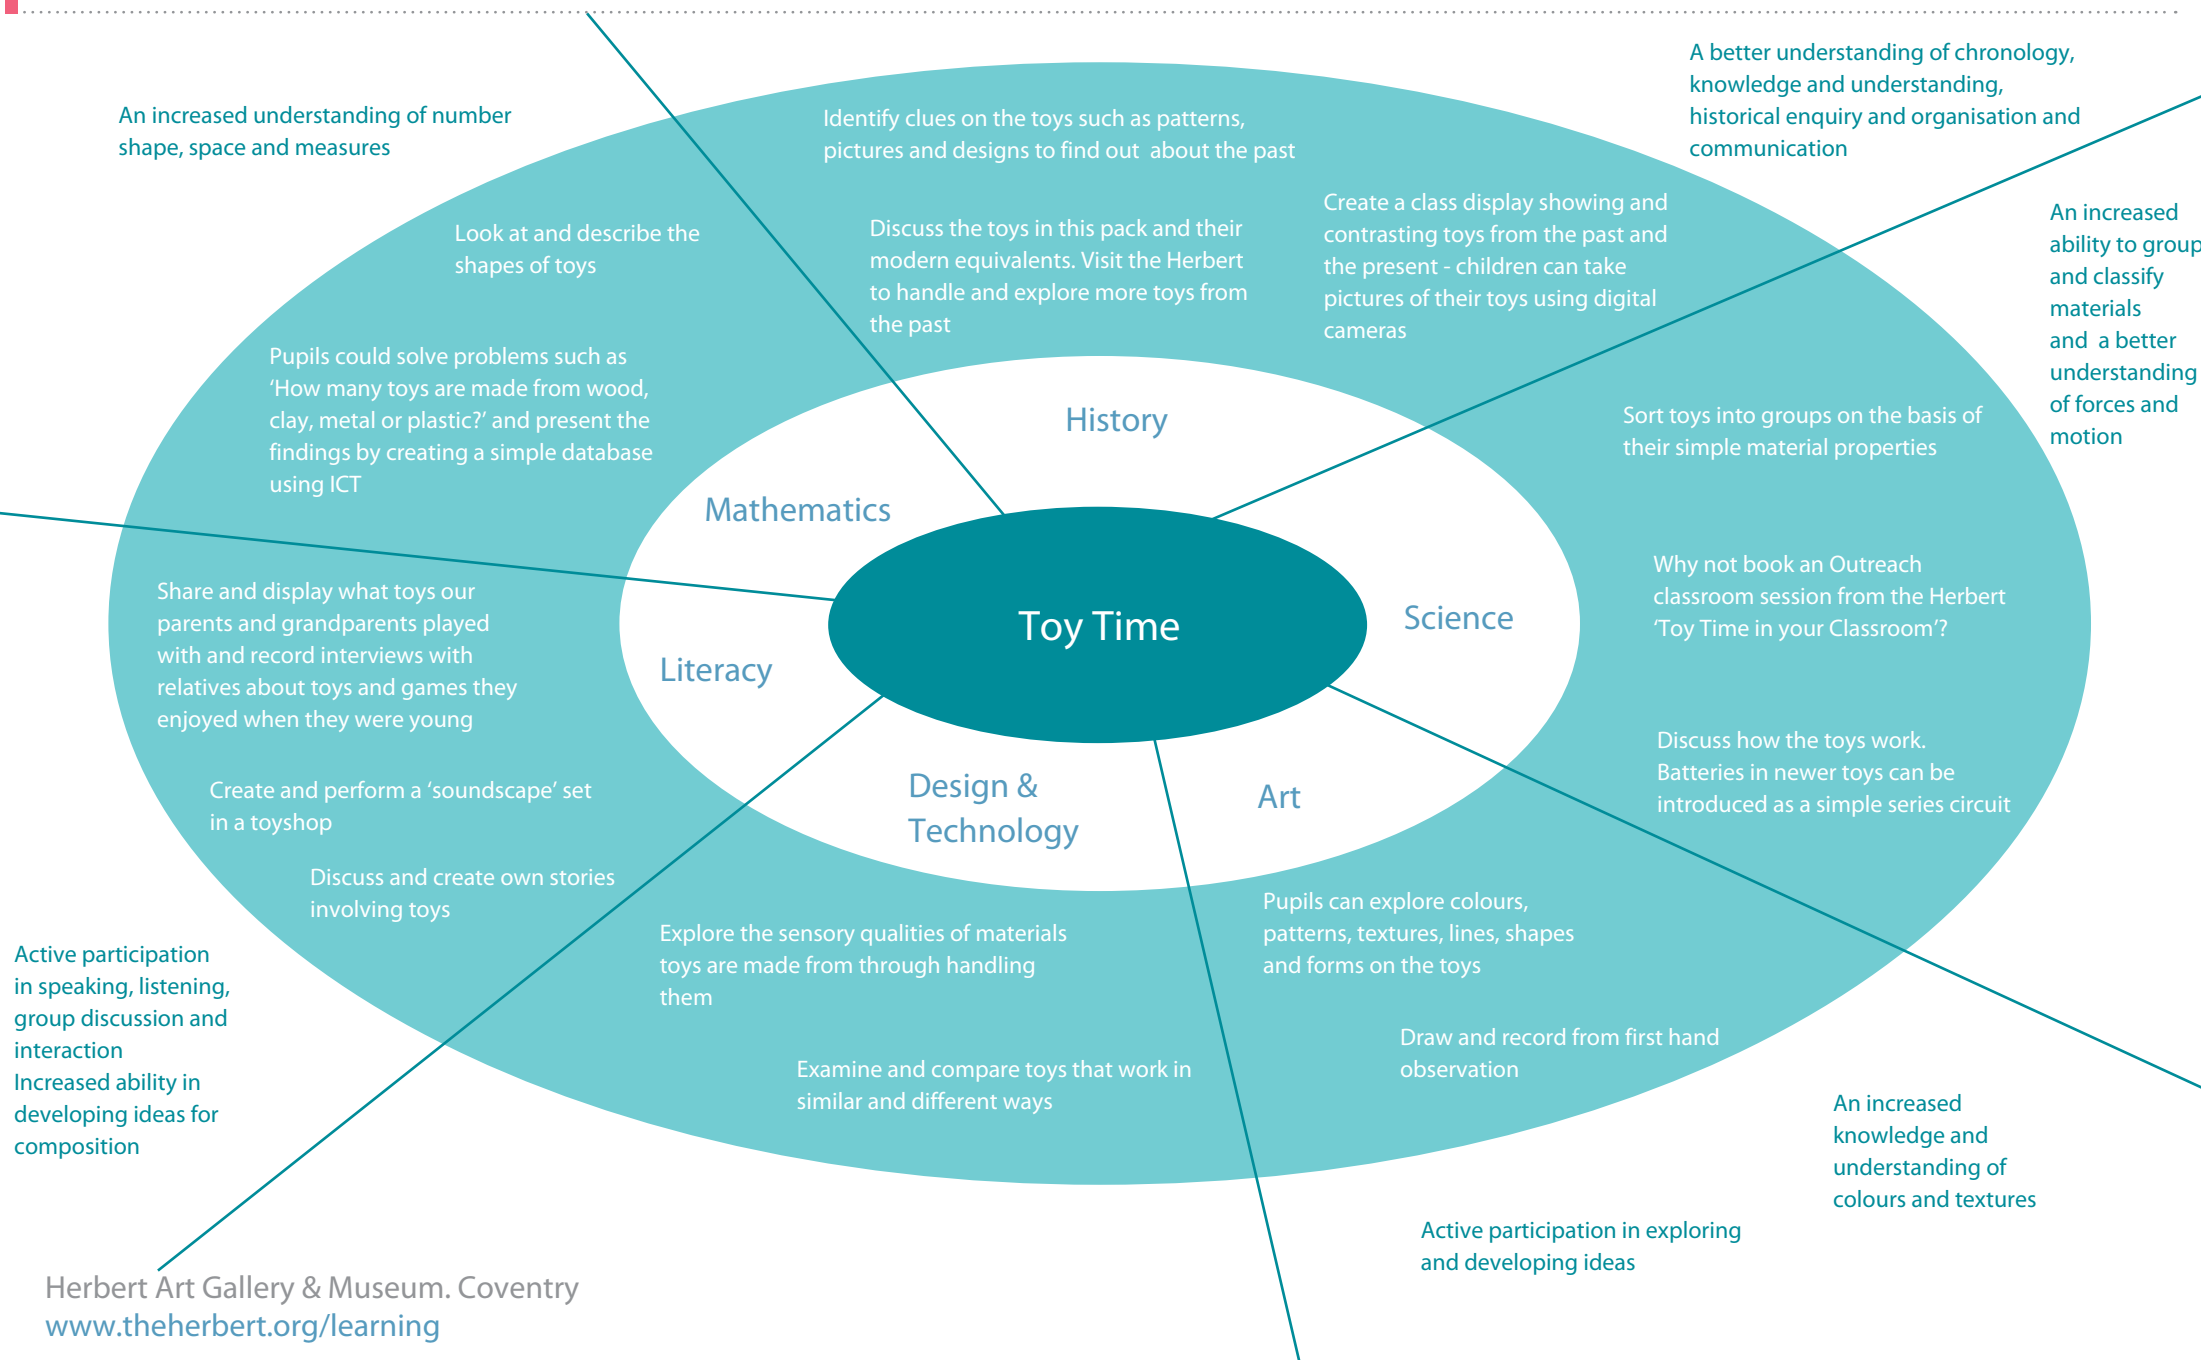 An increased understanding of number
shape, space and measures
Look at and describe the
shapes of toys
Pupils could solve problems such as
‘How many toys are made from wood,
clay, metal or plastic?’ and present the
findings by creating a simple database
using ICT
Mathematics
Identify clues on the toys such as patterns,
pictures and designs to find out  about the past
Discuss the toys in this pack and their
modern equivalents. Visit the Herbert
to handle and explore more toys from
the past
Create a class display showing and
contrasting toys from the past and
the present - children can take
pictures of their toys using digital
cameras
History
A better understanding of chronology,
knowledge and understanding,
historical enquiry and organisation and
communication
An increased
ability to group
and classify
materials
and  a better
understanding
of forces and
motion
Sort toys into groups on the basis of
their simple material properties
Why not book an Outreach
classroom session from the Herbert
‘Toy Time in your Classroom’?
Discuss how the toys work.
Batteries in newer toys can be
introduced as a simple series circuit
Science
Toy Time
Literacy
Share and display what toys our
parents and grandparents played
with and record interviews with
relatives about toys and games they
enjoyed when they were young
Create and perform a ‘soundscape’ set
in a toyshop
Discuss and create own stories
involving toys
Active participation
in speaking, listening,
group discussion and
interaction
Increased ability in
developing ideas for
composition
Design &
Technology
Explore the sensory qualities of materials
toys are made from through handling
them
Examine and compare toys that work in
similar and different ways
Art
Pupils can explore colours,
patterns, textures, lines, shapes
and forms on the toys
Draw and record from first hand
observation
An increased
knowledge and
understanding of
colours and textures
Active participation in exploring
and developing ideas
Herbert Art Gallery & Museum. Coventry
www.theherbert.org/learning